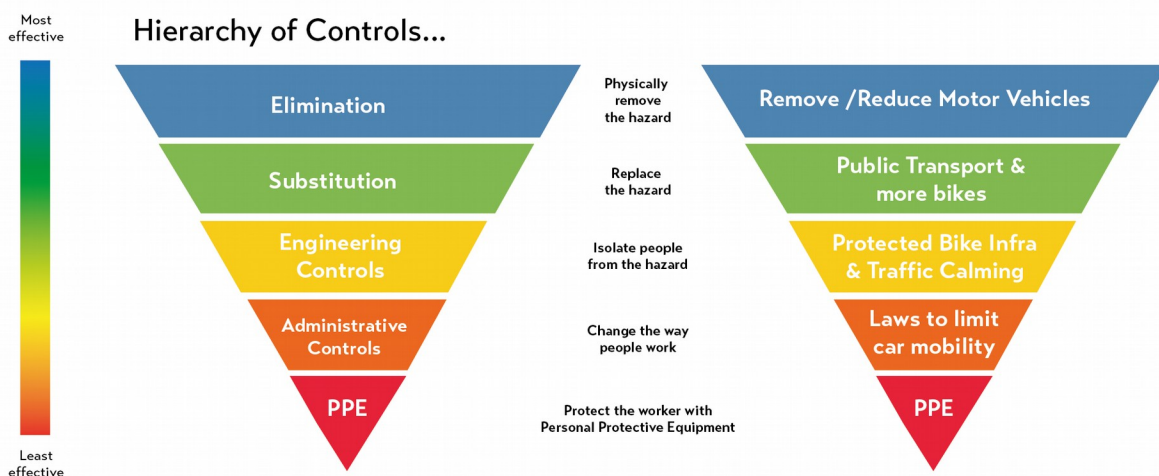 Most
effective
Hierarchy of Controls...
Elimination
Physically
remove
the hazard
Remove /Reduce Motor Vehicles
Substitution
Replace
the hazard
Public Transport &
more bikes
Engineering
Controls
Isolate people
from the hazard
Protected Bike Infra
& Traffic Calming
Administrative
Controls
Change the way
people work
Laws to limit
car mobility
PPE
Protect the worker with
Personal Protective Equipment
PPE
Least
effective